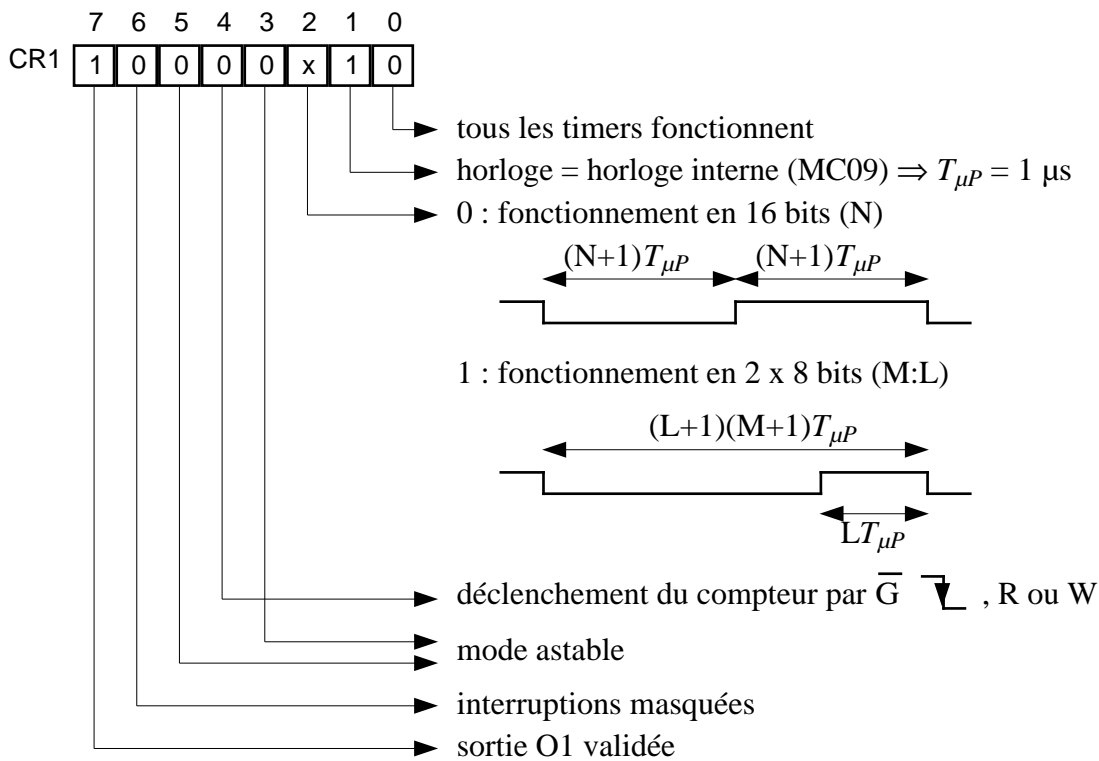 7 6 5 4 3 2 1 0
CR1 1 0 0 0 0 x 1 0
tous les timers fonctionnent
horloge = horloge interne (MC09) ⇒ TμP = 1 μs
0 : fonctionnement en 16 bits (N)
(N+1)TμP (N+1)TμP
1 : fonctionnement en 2 x 8 bits (M:L)
(L+1)(M+1)TμP
LTμP
déclenchement du compteur par G̅ , R ou W
mode astable
interruptions masquées
sortie O1 validée